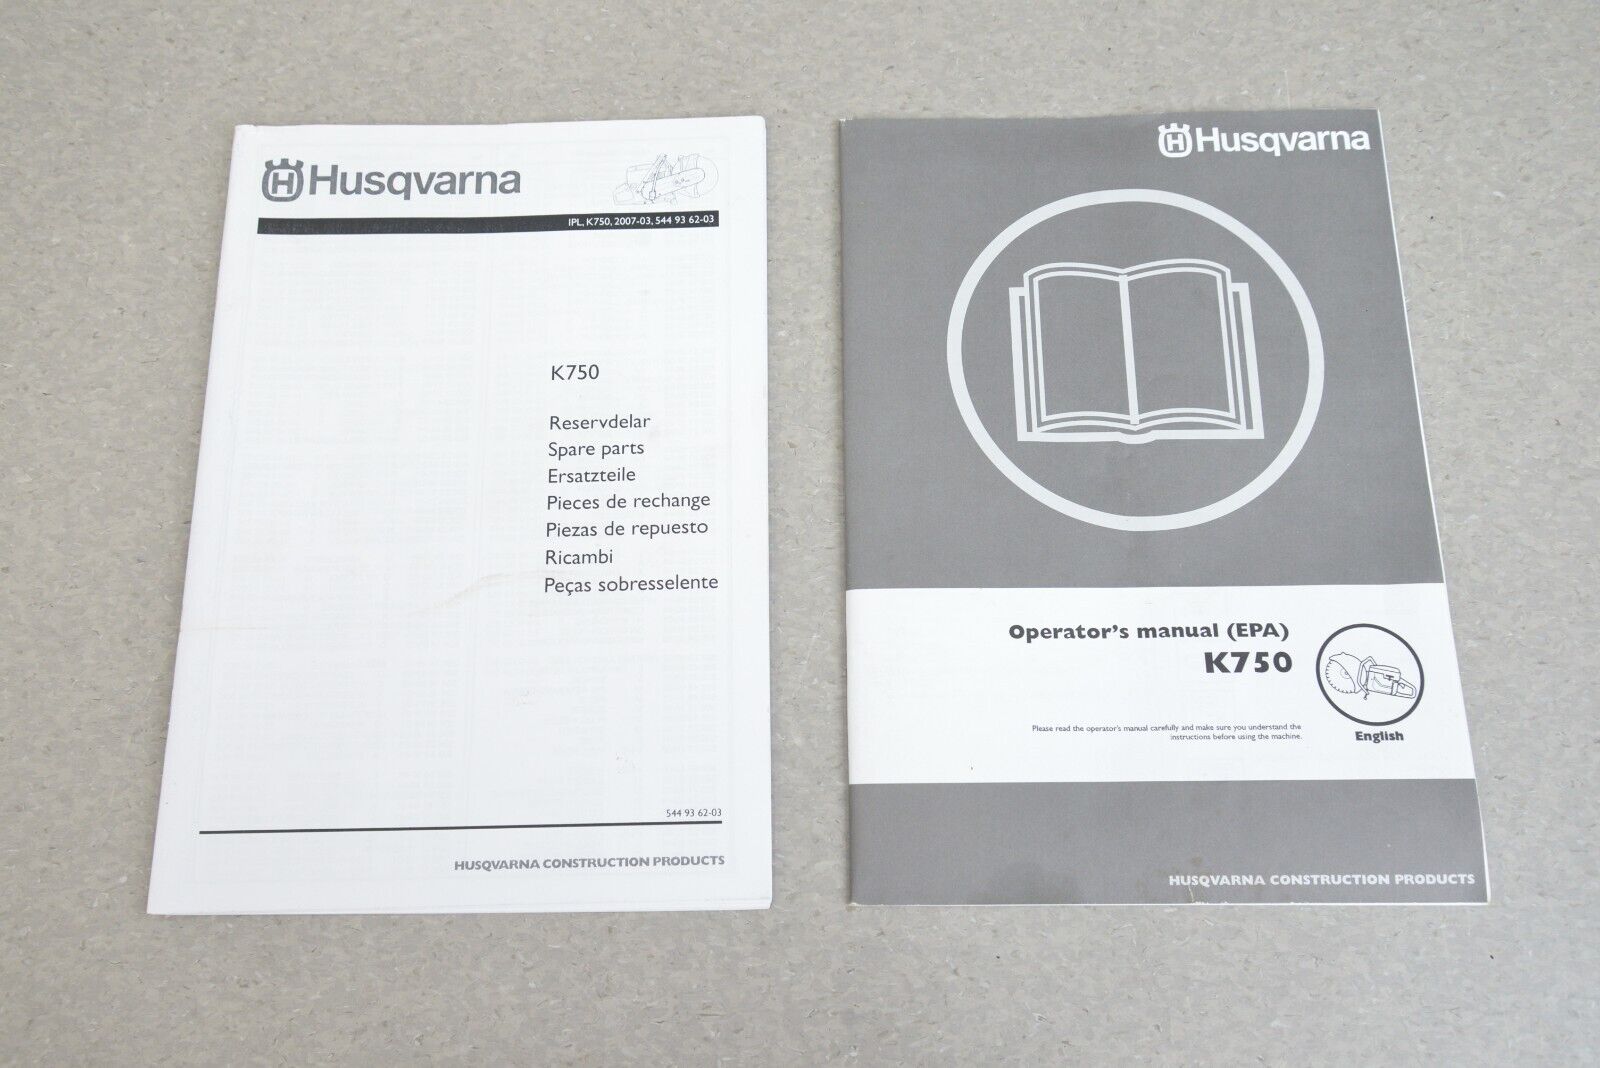 Husqvarna
IPL, K750, 2007-03, 544 93 62-03
K750
Reservdelar
Spare parts
Ersatzteile
Pieces de rechange
Piezas de repuesto
Ricambi
Peças sobresselente
544 93 62-03
HUSQVARNA CONSTRUCTION PRODUCTS
Husqvarna
Operator's manual (EPA)
K750
Please read the operator's manual carefully and make sure you understand the
instructions before using the machine.
English
HUSQVARNA CONSTRUCTION PRODUCTS